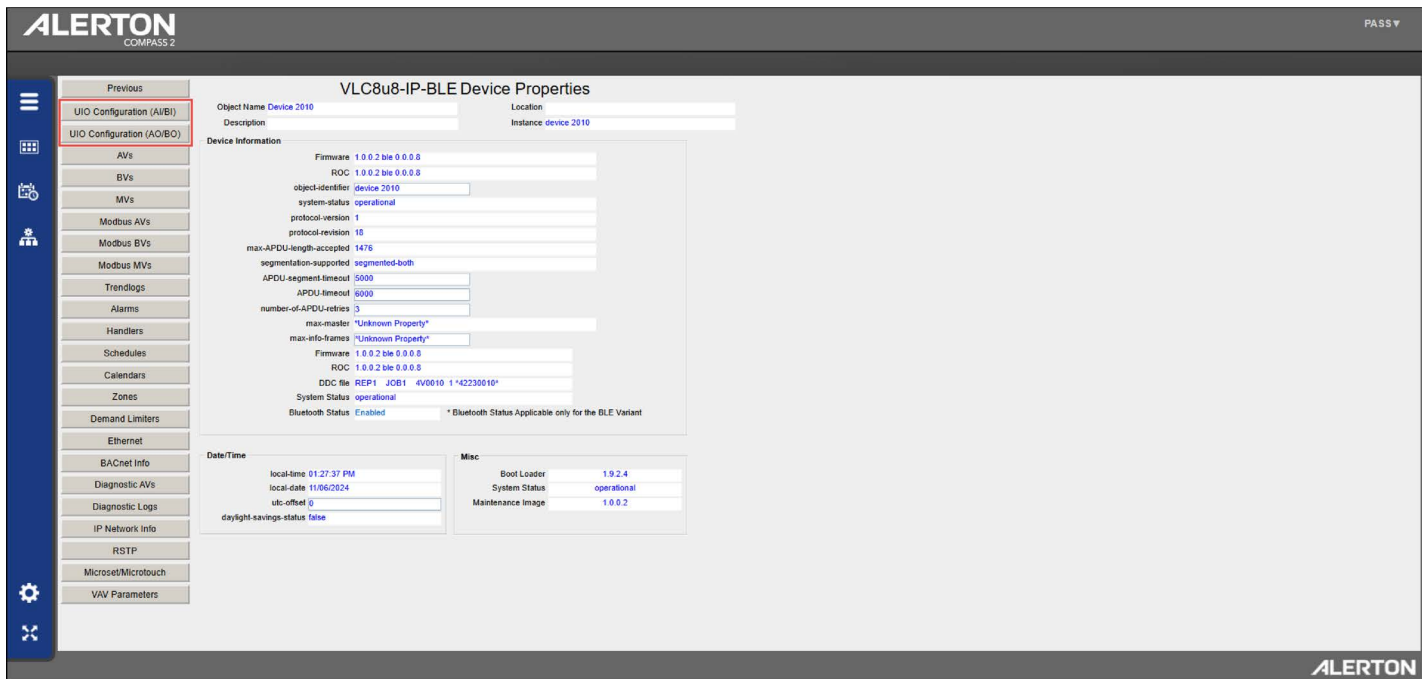 ALERTON
COMPASS 2
PASS▼
Previous
UIO Configuration (AI/BI)
UIO Configuration (AO/BO)
AVs
BVs
MVs
Modbus AVs
Modbus BVs
Modbus MVs
Trendlogs
Alarms
Handlers
Schedules
Calendars
Zones
Demand Limiters
Ethernet
BACnet Info
Diagnostic AVs
Diagnostic Logs
IP Network Info
RSTP
Microset/Microtouch
VAV Parameters
VLC8u8-IP-BLE Device Properties
Object Name Device 2010 Location
Description Instance device 2010
Device Information
Firmware 1.0.0.2 ble 0.0.0.8
ROC 1.0.0.2 ble 0.0.0.8
object-identifier device 2010
system-status operational
protocol-version 1
protocol-revision 18
max-APDU-length-accepted 1476
segmentation-supported segmented-both
APDU-segment-timeout 5000
APDU-timeout 6000
number-of-APDU-retries 3
max-master *Unknown Property*
max-info-frames *Unknown Property*
Firmware 1.0.0.2 ble 0.0.0.8
ROC 1.0.0.2 ble 0.0.0.8
DDC file REP1 JOB1 4V0010 1 *42230010*
System Status operational
Bluetooth Status Enabled * Bluetooth Status Applicable only for the BLE Variant
Date/Time
local-time 01:27:37 PM
local-date 11/06/2024
utc-offset 0
daylight-savings-status false
Misc
Boot Loader 1.9.2.4
System Status operational
Maintenance Image 1.0.0.2
ALERTON